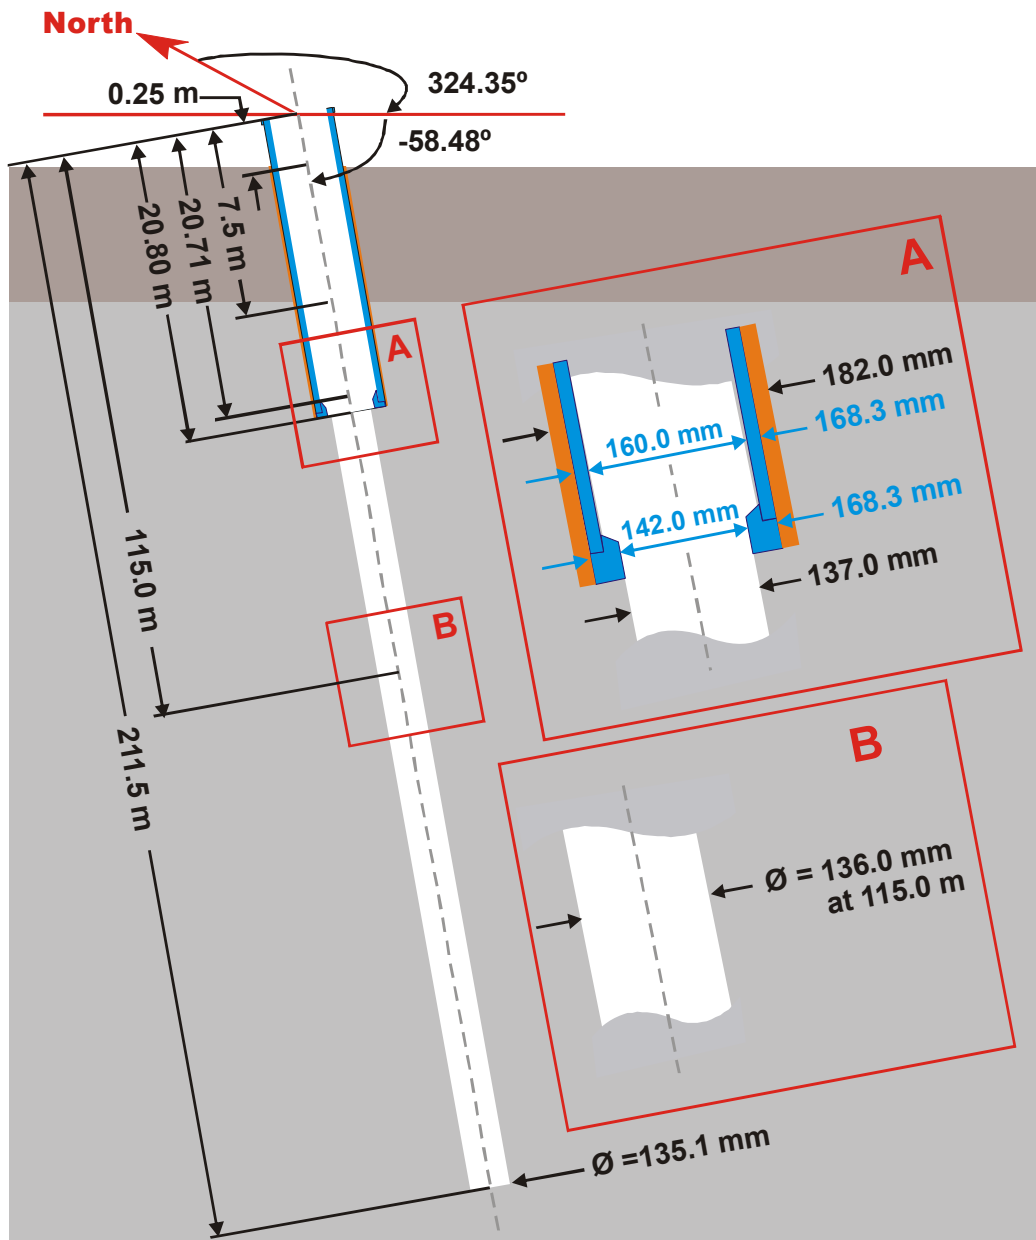 North
324.35º
0.25 m
-58.48º
7.5 m
20.71 m
20.80 m
115.0 m
211.5 m
A
B
A
182.0 mm
168.3 mm
160.0 mm
168.3 mm
142.0 mm
137.0 mm
B
Ø = 136.0 mm
at 115.0 m
Ø =135.1 mm